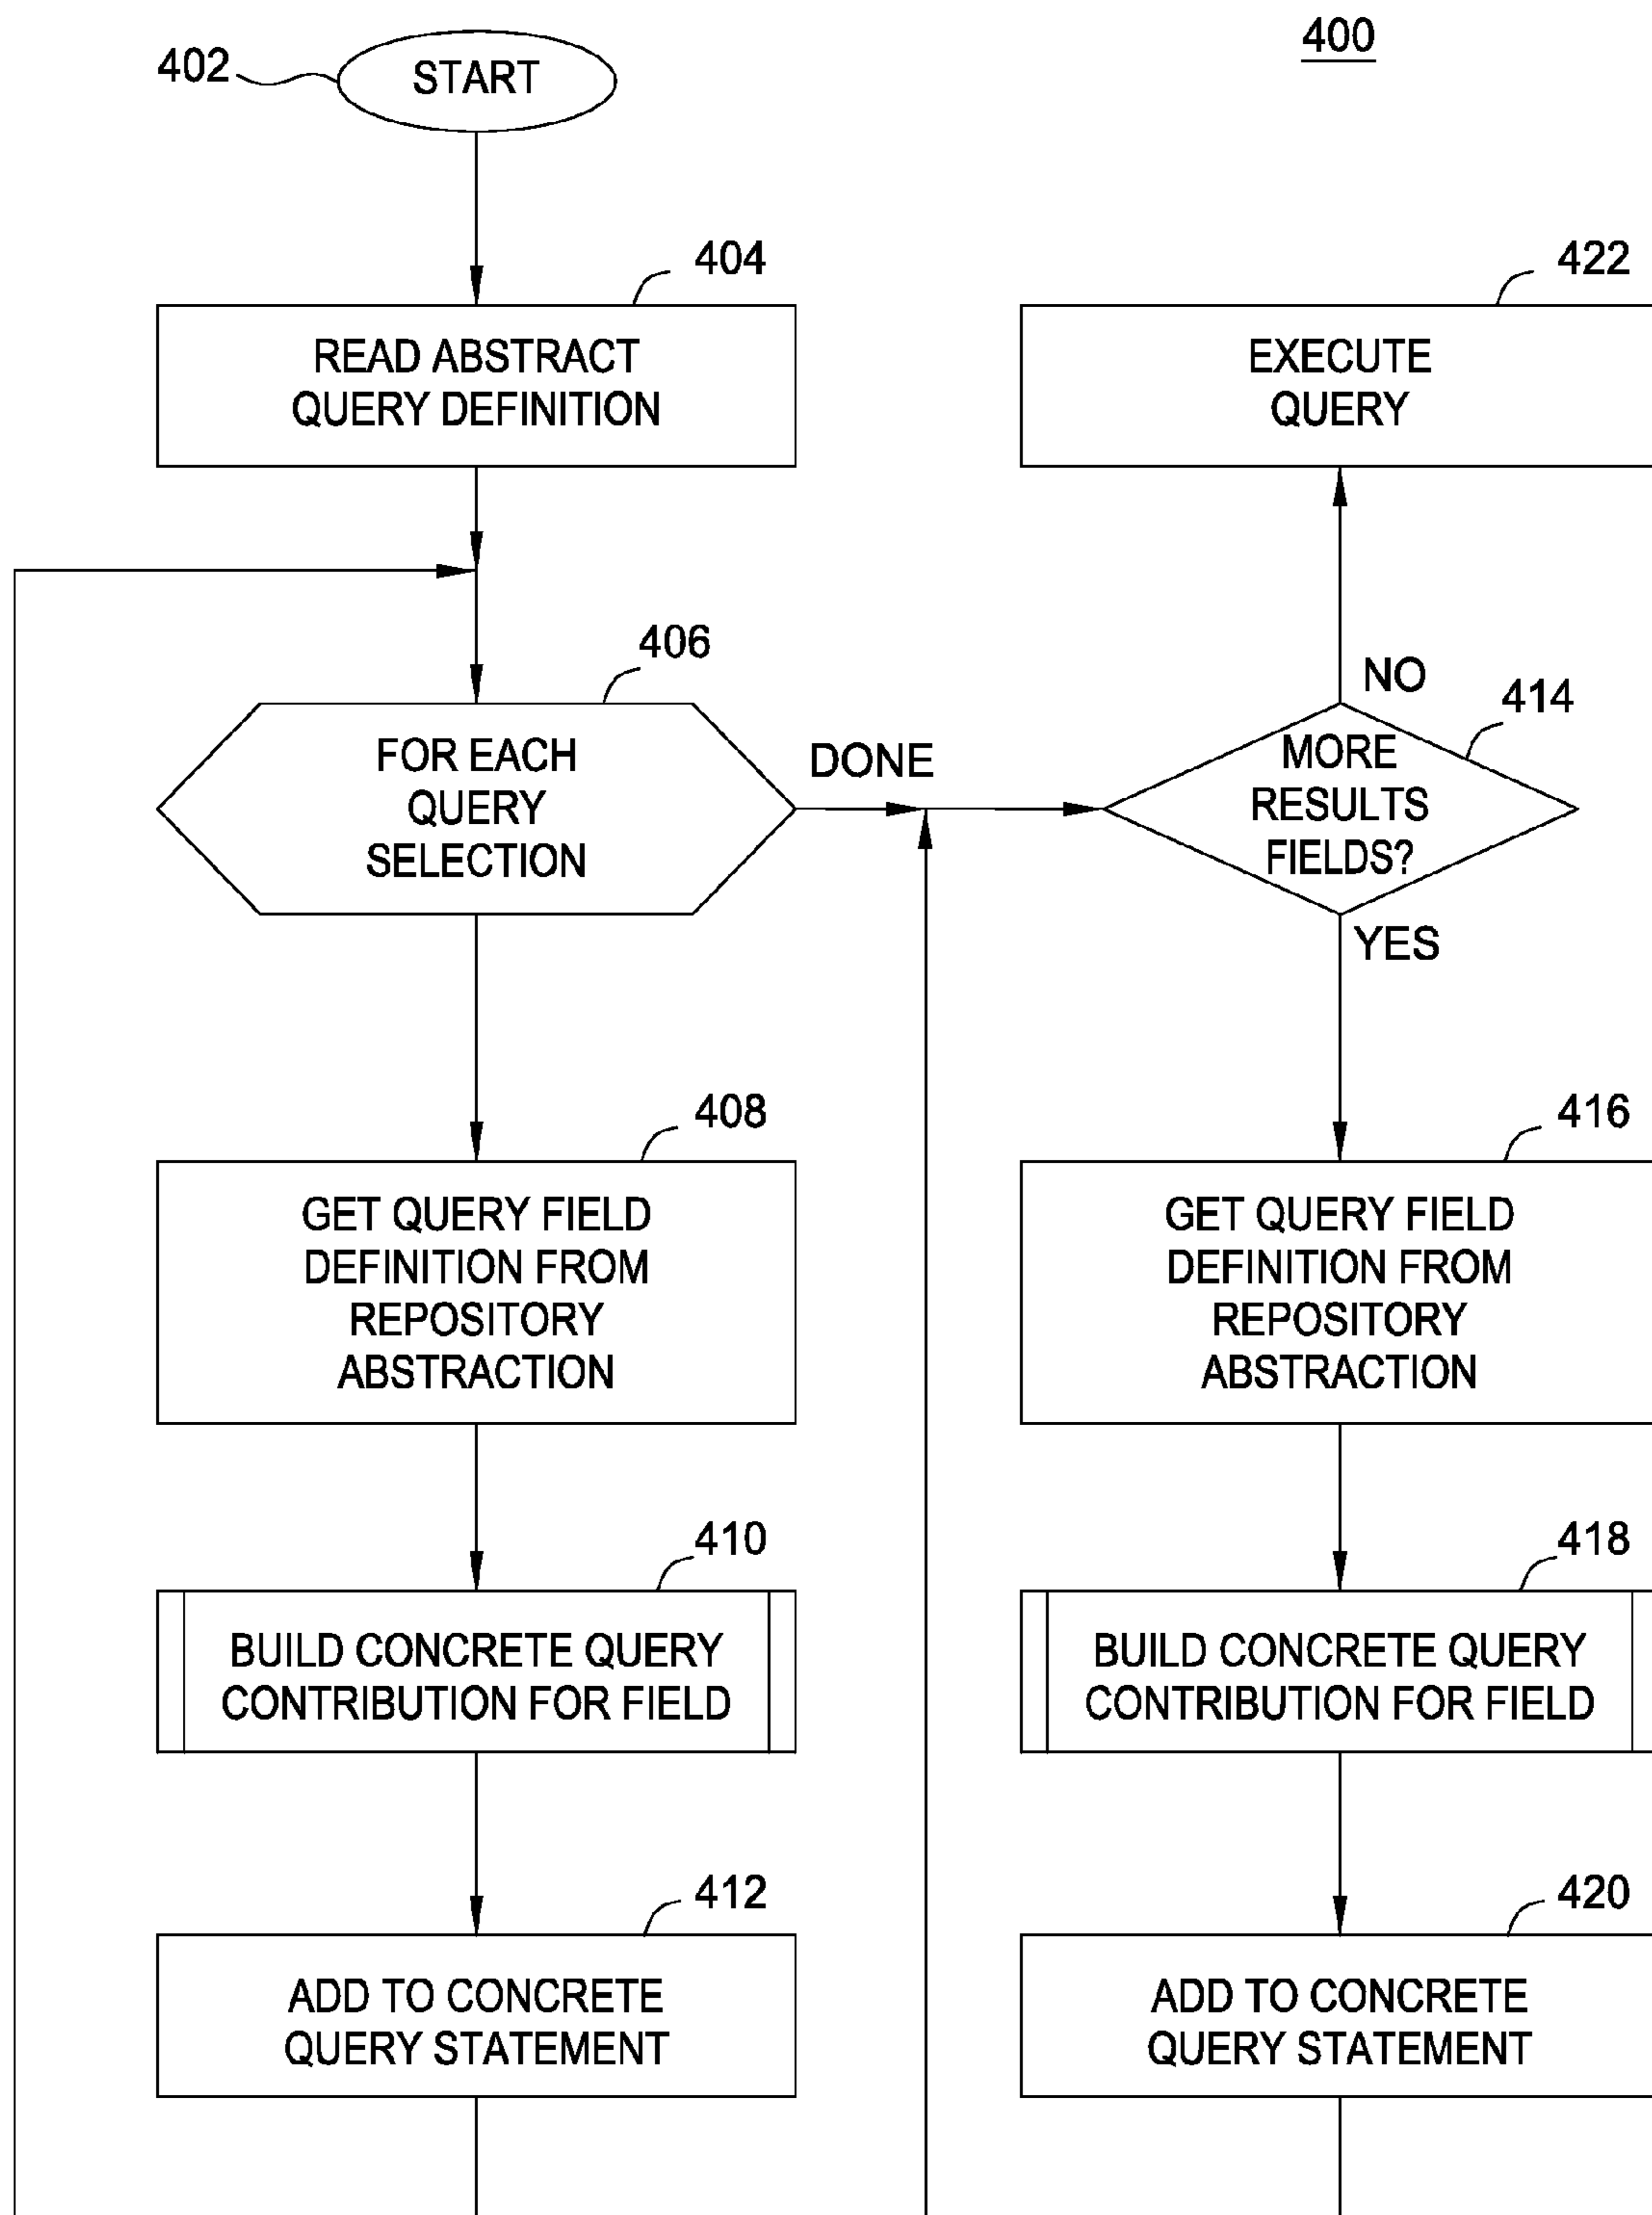 400
402
START
404
READ ABSTRACT
QUERY DEFINITION
406
FOR EACH
QUERY
SELECTION
DONE
408
GET QUERY FIELD
DEFINITION FROM
REPOSITORY
ABSTRACTION
410
BUILD CONCRETE QUERY
CONTRIBUTION FOR FIELD
412
ADD TO CONCRETE
QUERY STATEMENT
422
EXECUTE
QUERY
NO
414
MORE
RESULTS
FIELDS?
YES
416
GET QUERY FIELD
DEFINITION FROM
REPOSITORY
ABSTRACTION
418
BUILD CONCRETE QUERY
CONTRIBUTION FOR FIELD
420
ADD TO CONCRETE
QUERY STATEMENT